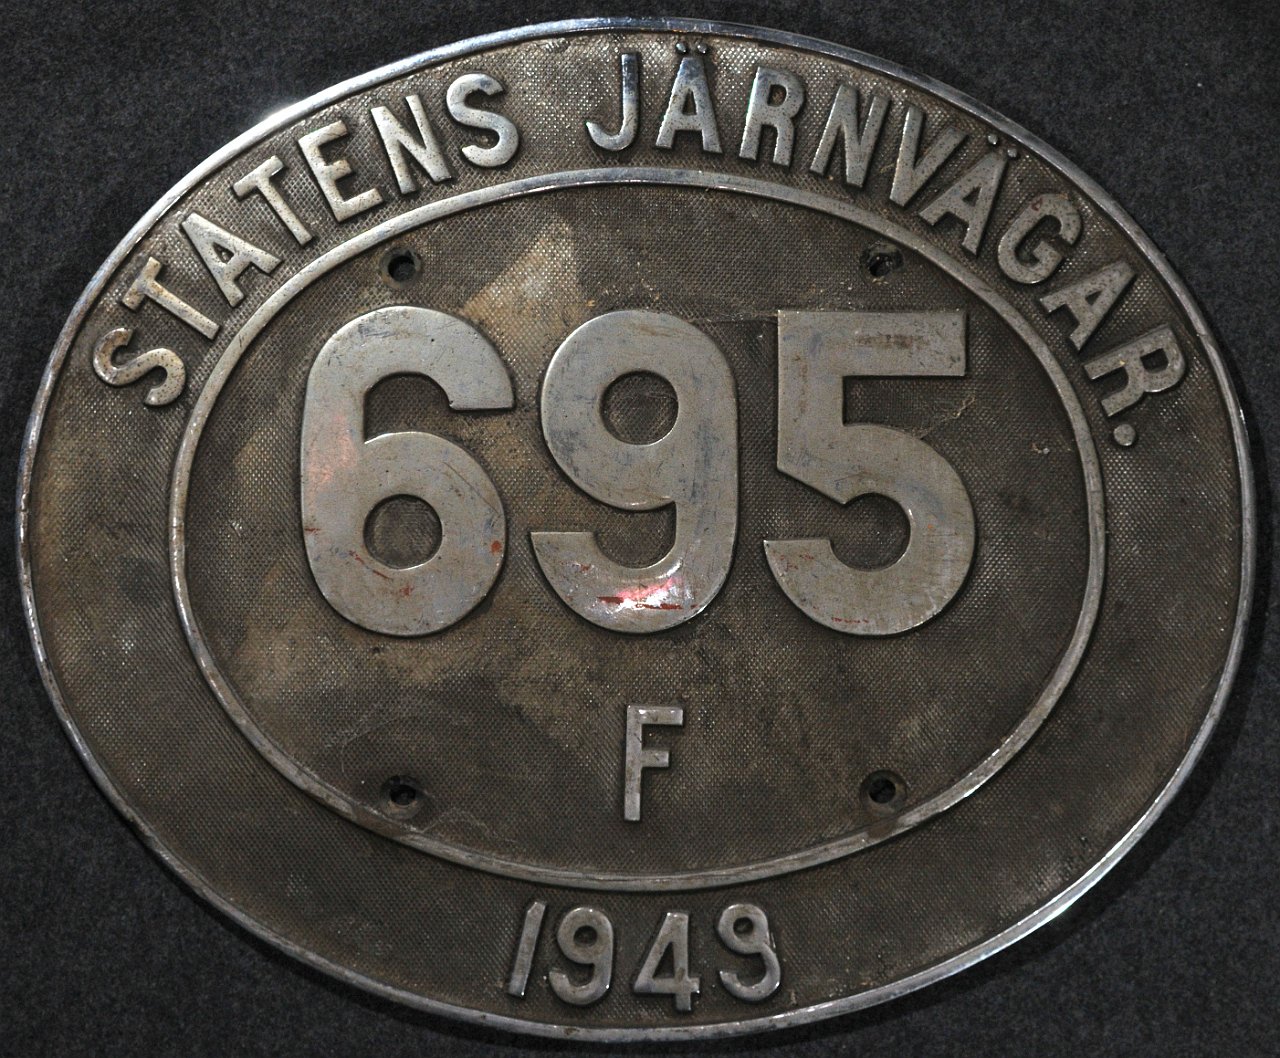 STATENS JÄRNVÄGAR.
695
F
1949